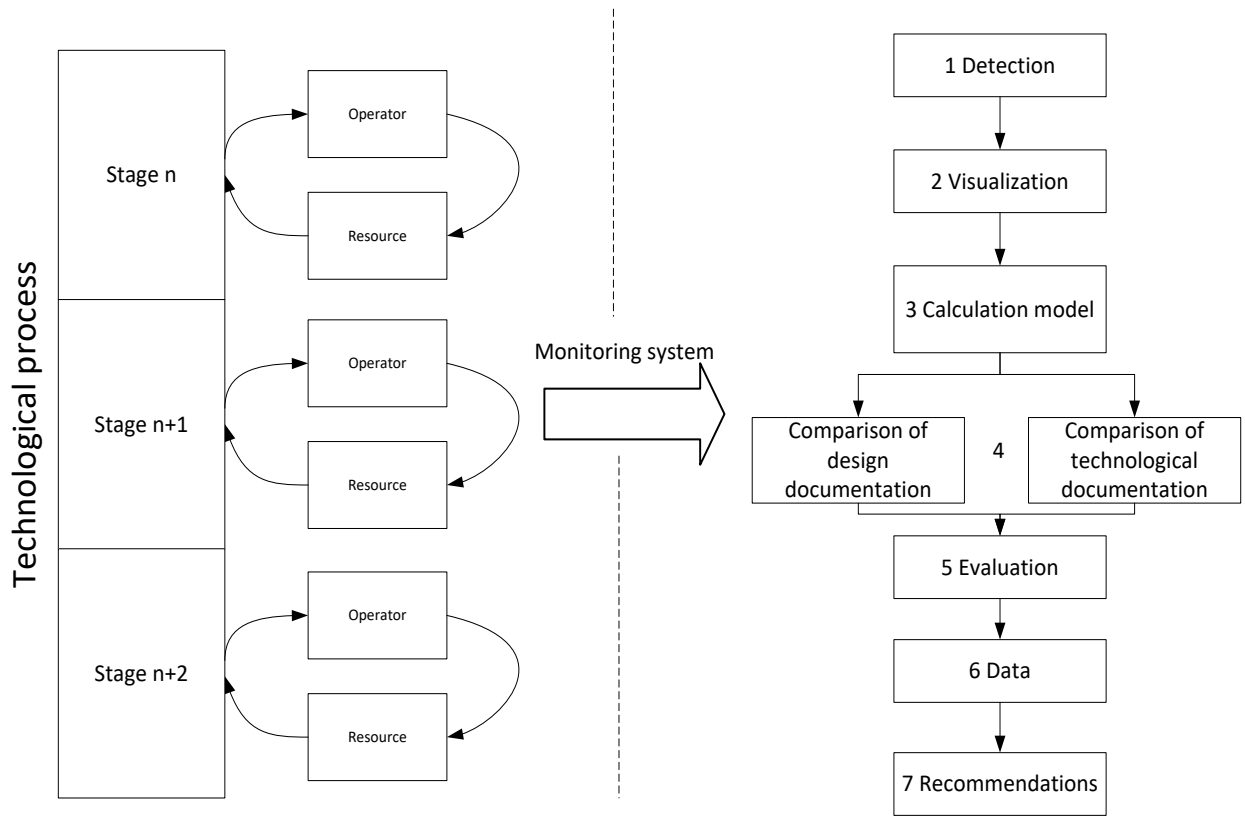 Technological process
Stage n
Operator
Resource
Stage n+1
Operator
Resource
Stage n+2
Operator
Resource
Monitoring system
1 Detection
2 Visualization
3 Calculation model
Comparison of
design
documentation
4
Comparison of
technological
documentation
5 Evaluation
6 Data
7 Recommendations